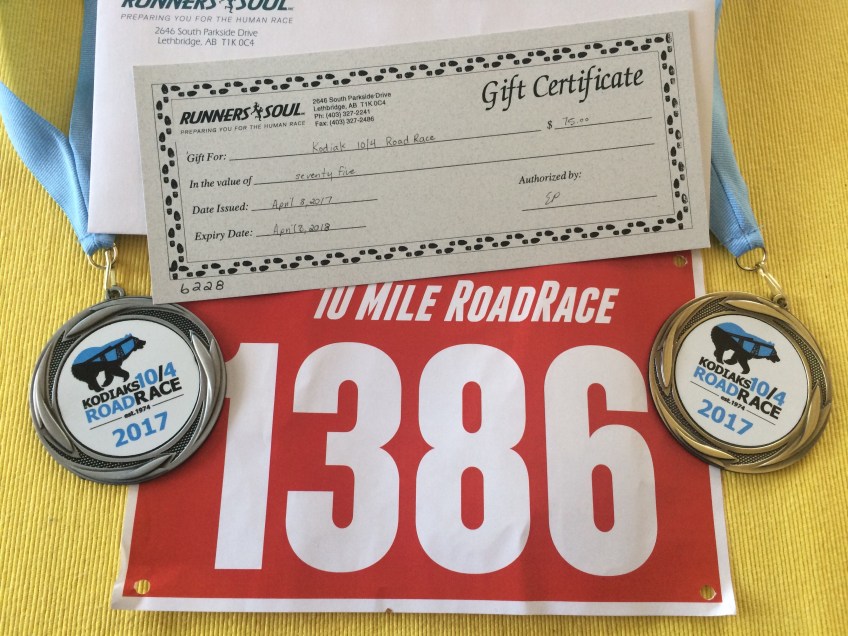 RUNNERS SOUL
PREPARING YOU FOR THE HUMAN RACE
2646 South Parkside Drive
Lethbridge, AB T1K 0C4
RUNNERS SOUL
PREPARING YOU FOR THE HUMAN RACE
2646 South Parkside Drive
Lethbridge, AB T1K 0C4
Ph: (403) 327-2241
Fax: (403) 327-2486
Gift Certificate
Gift For: Kodiak 10/4 Road Race $ 75.00
In the value of seventy five
Date Issued: April 8, 2017
Authorized by:
EP
Expiry Date: April 8, 2018
6228
10 MILE ROADRACE
1386
KODIAKS 10/4
ROADRACE
est.1974
2017
KODIAKS 10/4
ROADRACE
est.1974
2017